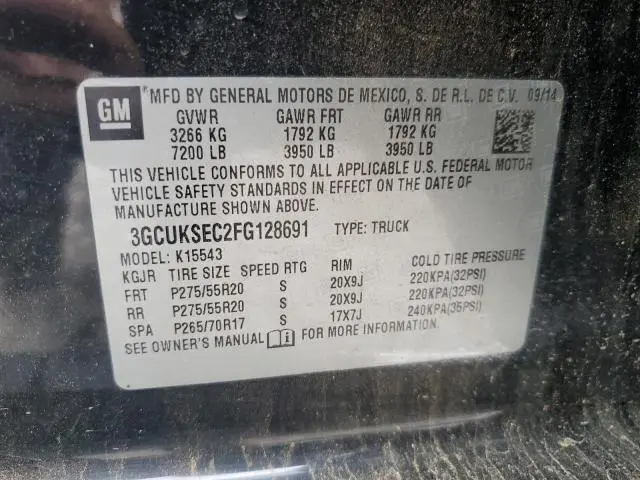 GM
*MFD BY GENERAL MOTORS DE MEXICO, S. DE R.L. DE C.V. 09/14
GVWR GAWR FRT GAWR RR
3266 KG 1792 KG 1792 KG
7200 LB 3950 LB 3950 LB
THIS VEHICLE CONFORMS TO ALL APPLICABLE U.S. FEDERAL MOTOR
VEHICLE SAFETY STANDARDS IN EFFECT ON THE DATE OF
MANUFACTURE SHOWN ABOVE.
3GCUKSEC2FG128691 TYPE: TRUCK
MODEL: K15543
KGJR TIRE SIZE SPEED RTG RIM COLD TIRE PRESSURE
FRT P275/55R20 S 20X9J 220KPA(32PSI)
RR P275/55R20 S 20X9J 220KPA(32PSI)
SPA P265/70R17 S 17X7J 240KPA(35PSI)
SEE OWNER'S MANUAL FOR MORE INFORMATION.